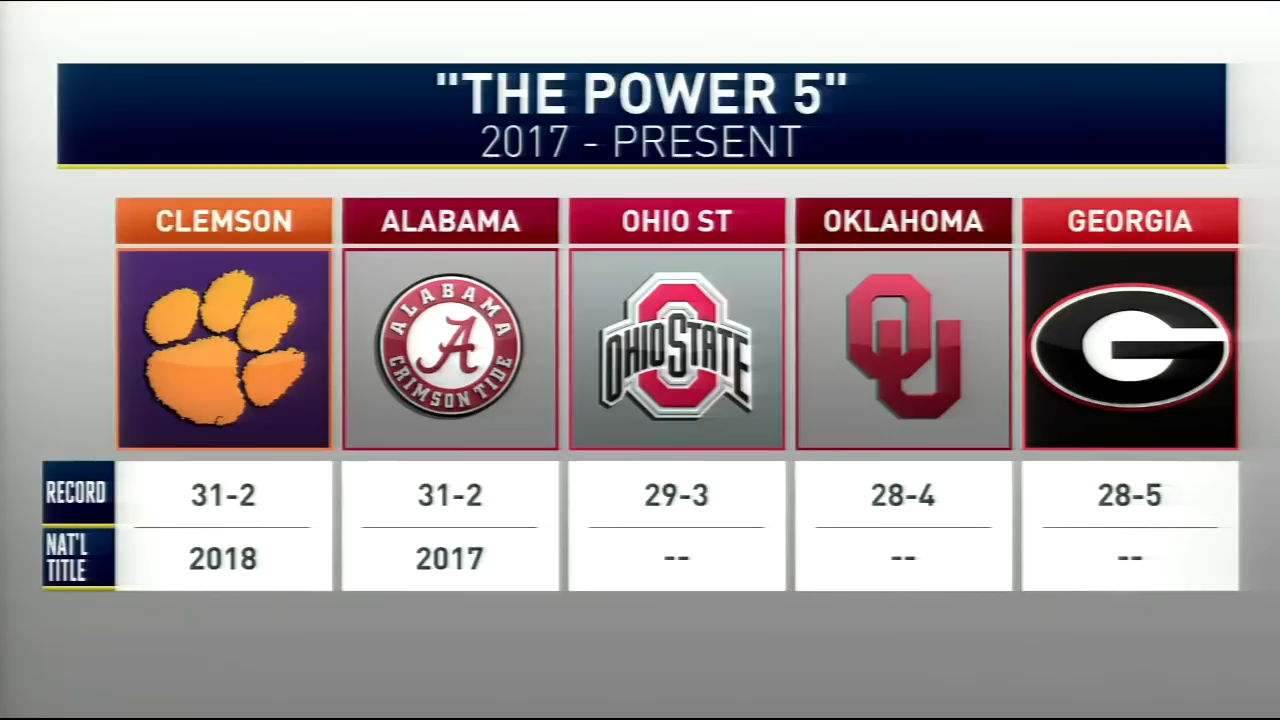 "THE POWER 5"
2017 - PRESENT
CLEMSON ALABAMA OHIO ST OKLAHOMA GEORGIA
ALABAMA
A
CRIMSON TIDE
OHIO STATE
OU
G
RECORD 31-2 31-2 29-3 28-4 28-5
NAT'L
TITLE 2018 2017 -- -- --